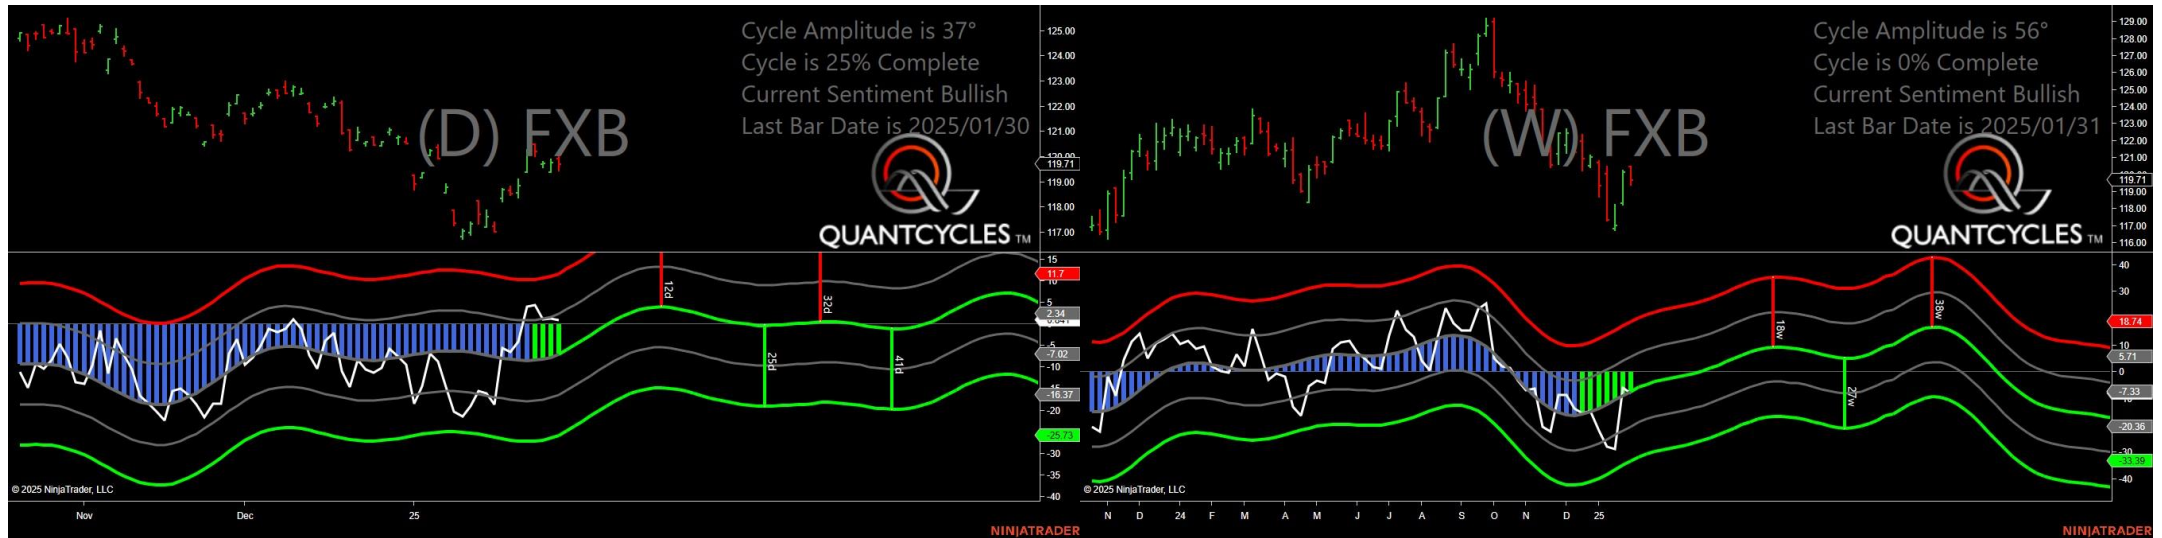 Cycle Amplitude is 37°
Cycle is 25% Complete
Current Sentiment Bullish
Last Bar Date is 2025/01/30
(D) FXB
QUANTCYCLES TM
125.00
124.00
123.00
122.00
121.00
120.00
119.71
119.00
118.00
117.00
15
11.7
10
5
2.34
-5
-7.02
-10
-16.37
-20
-25.73
-30
-35
-40
12d
32d
25d
41d
© 2025 NinjaTrader, LLC
Nov
Dec
25
NINJATRADER
Cycle Amplitude is 56°
Cycle is 0% Complete
Current Sentiment Bullish
Last Bar Date is 2025/01/31
(W) FXB
QUANTCYCLES TM
129.00
128.00
127.00
126.00
125.00
124.00
123.00
122.00
121.00
119.71
119.00
118.00
117.00
116.00
40
30
18.74
10
5.71
0
-7.33
-20.36
-30
-33.39
-40
18w
38w
27w
© 2025 NinjaTrader, LLC
N D 24 F M A M J J A S O N D 25
NINJATRADER